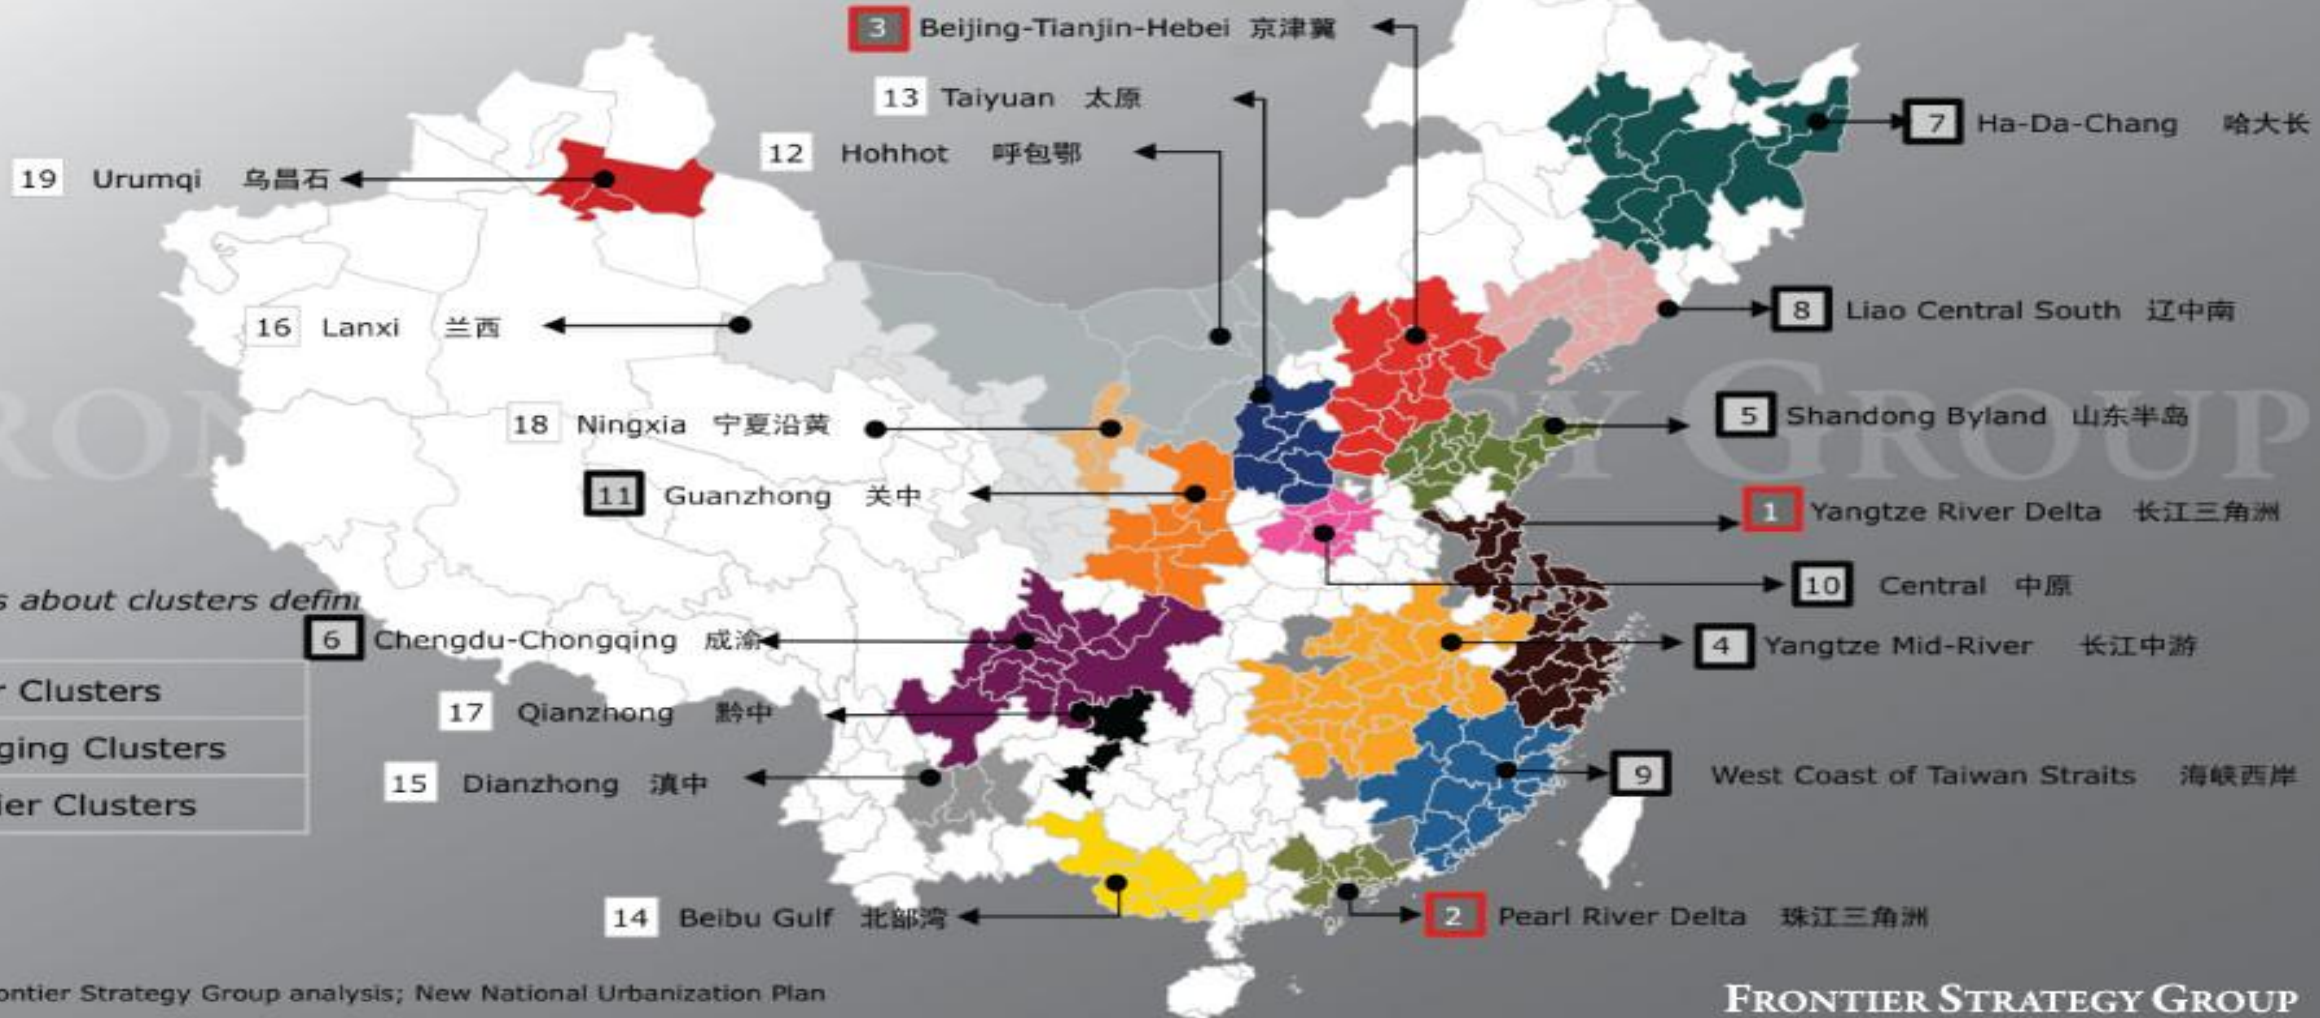 3 Beijing-Tianjin-Hebei 京津冀
13 Taiyuan 太原
12 Hohhot 呼包鄂
7 Ha-Da-Chang 哈大长
19 Urumqi 乌昌石
16 Lanxi 兰西
8 Liao Central South 辽中南
18 Ningxia 宁夏沿黄
5 Shandong Byland 山东半岛
11 Guanzhong 关中
1 Yangtze River Delta 长江三角洲
10 Central 中原
s about clusters defin
6 Chengdu-Chongqing 成渝
4 Yangtze Mid-River 长江中游
r Clusters
17 Qianzhong 黔中
ging Clusters
15 Dianzhong 滇中
9 West Coast of Taiwan Straits 海峡西岸
ier Clusters
14 Beibu Gulf 北部湾
2 Pearl River Delta 珠江三角洲
ontier Strategy Group analysis; New National Urbanization Plan
FRONTIER STRATEGY GROUP
RON GY GROUP